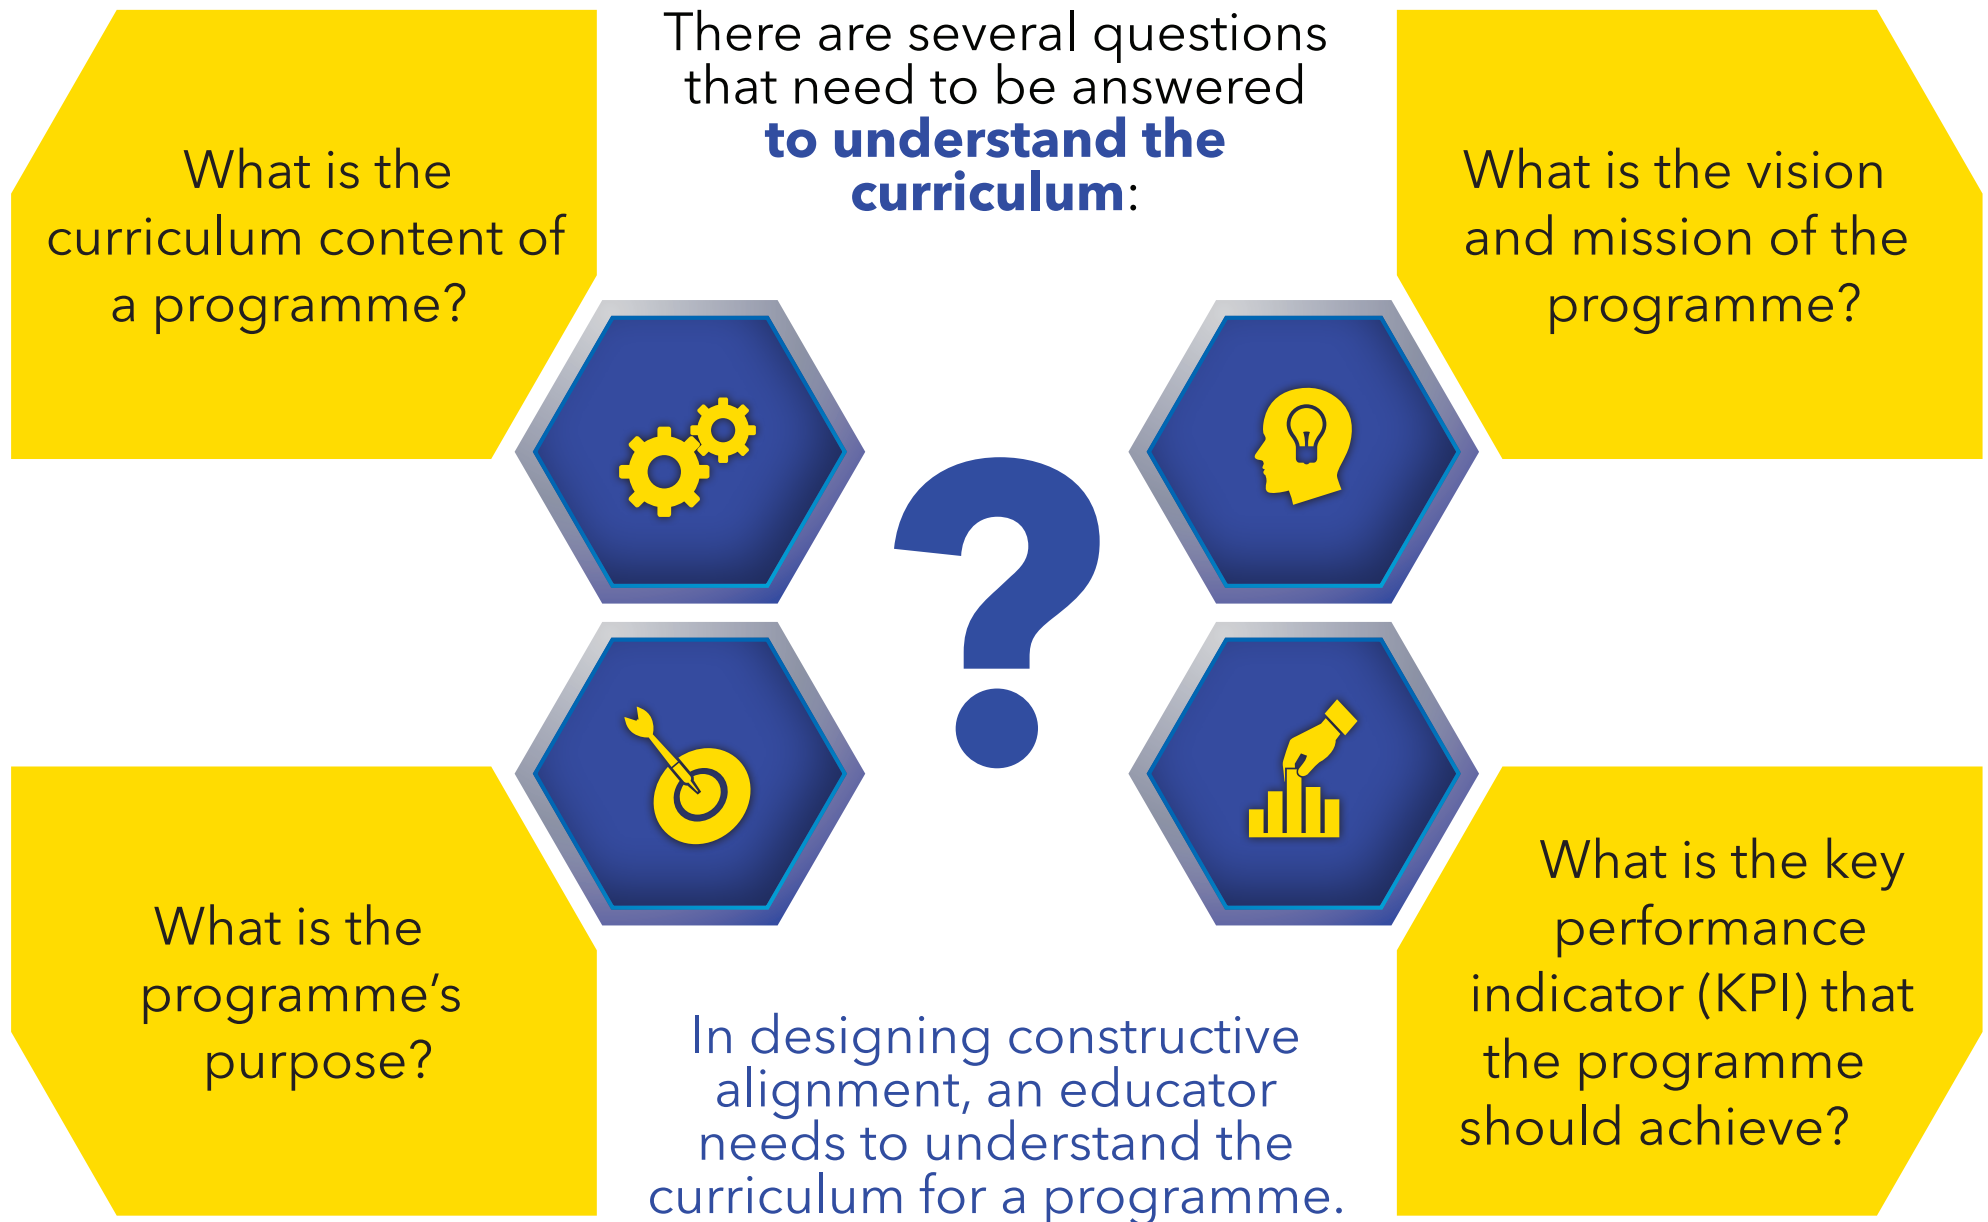 There are several questions
that need to be answered
to understand the
curriculum:
What is the
curriculum content of
a programme?
What is the vision
and mission of the
programme?
What is the
programme’s
purpose?
What is the key
performance
indicator (KPI) that
the programme
should achieve?
In designing constructive
alignment, an educator
needs to understand the
curriculum for a programme.